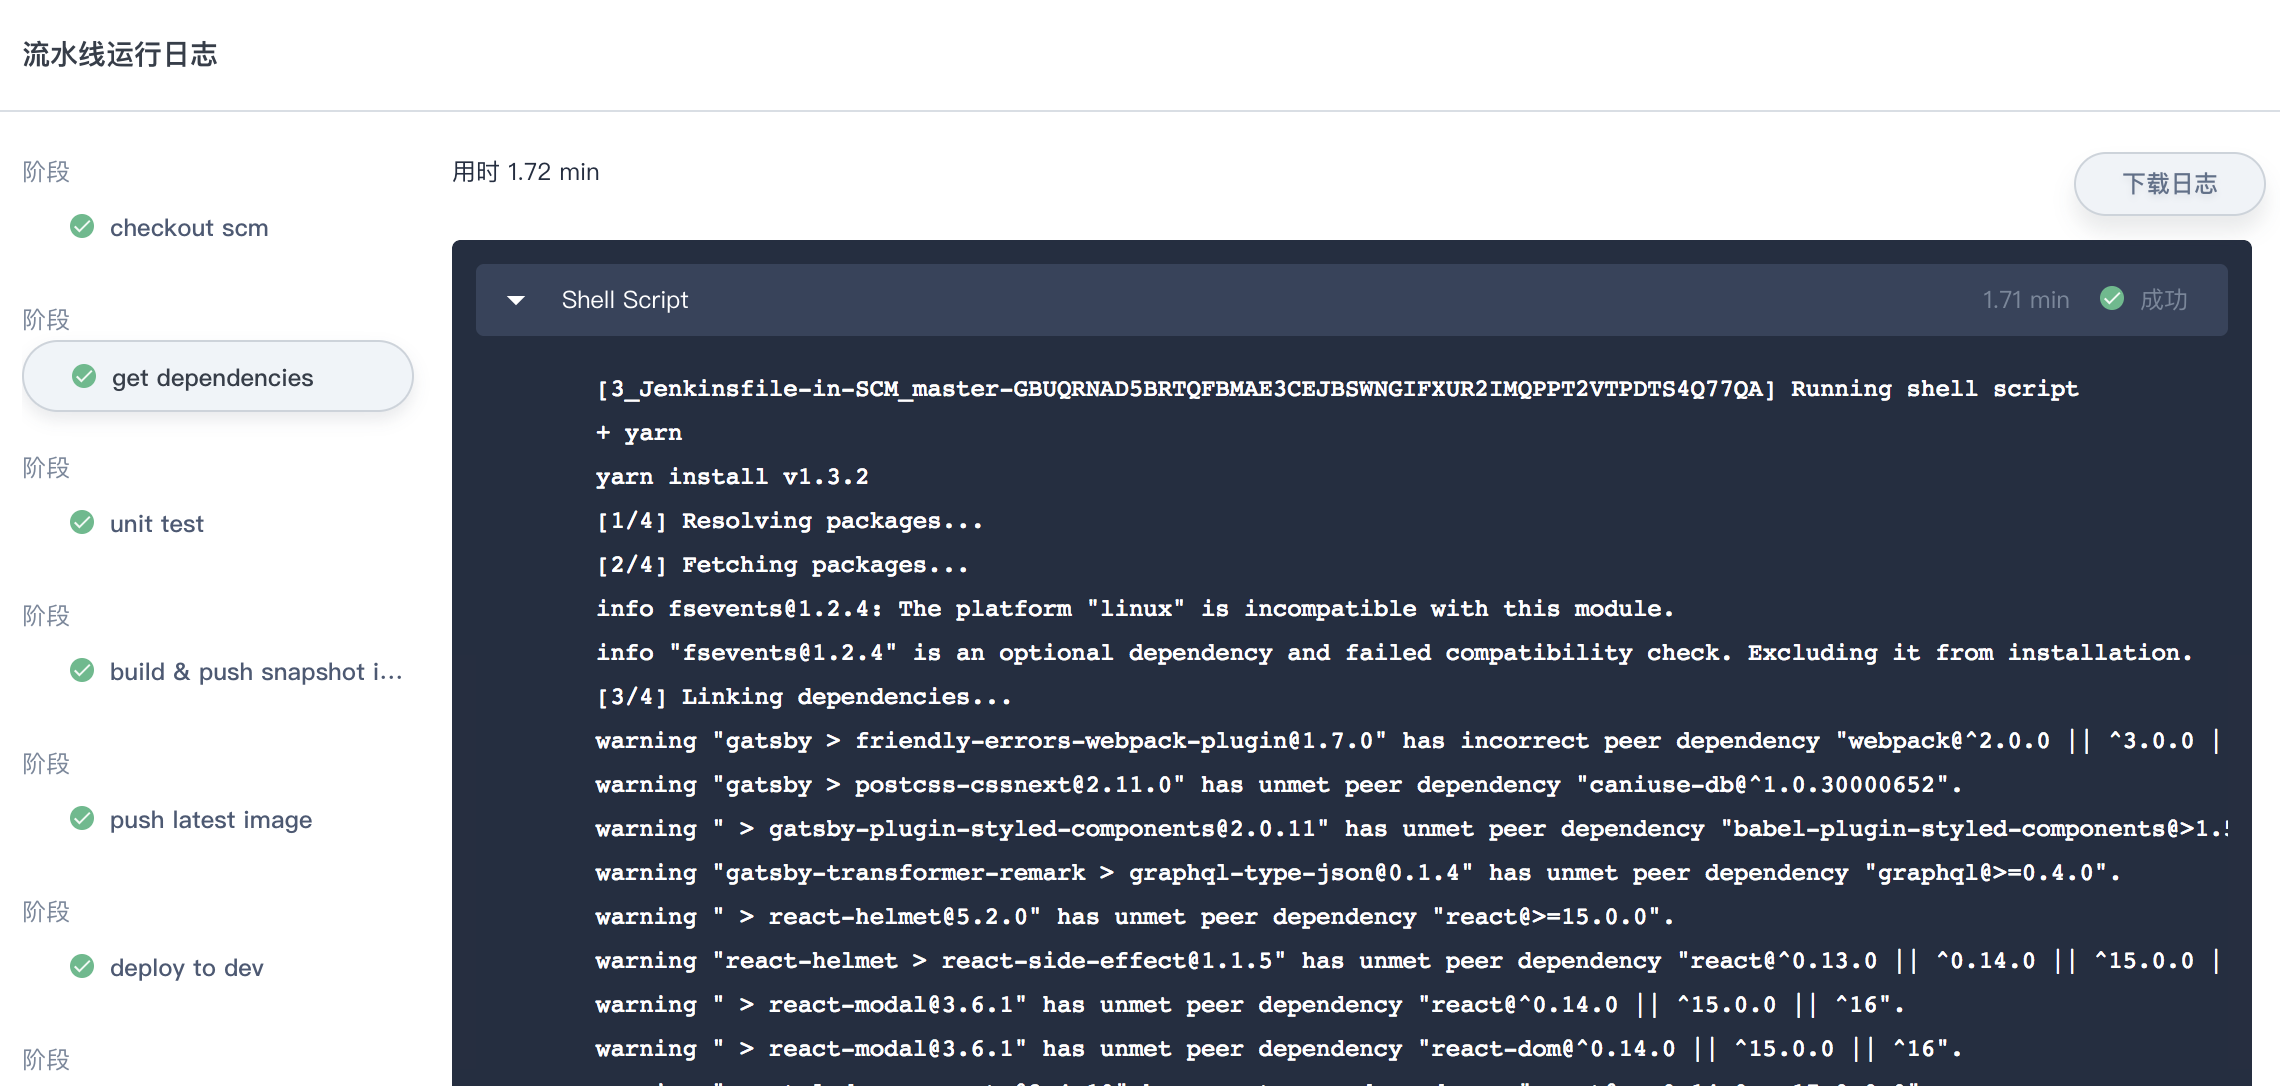 流水线运行日志
阶段
checkout scm
阶段
get dependencies
阶段
unit test
阶段
build & push snapshot i...
阶段
push latest image
阶段
deploy to dev
阶段
用时 1.72 min
下载日志
Shell Script 1.71 min 成功
[3_Jenkinsfile-in-SCM_master-GBUQRNAD5BRTQFBMAE3CEJBSWNGIFXUR2IMQPPT2VTPDTS4Q77QA] Running shell script
+ yarn
yarn install v1.3.2
[1/4] Resolving packages...
[2/4] Fetching packages...
info fsevents@1.2.4: The platform "linux" is incompatible with this module.
info "fsevents@1.2.4" is an optional dependency and failed compatibility check. Excluding it from installation.
[3/4] Linking dependencies...
warning "gatsby > friendly-errors-webpack-plugin@1.7.0" has incorrect peer dependency "webpack@^2.0.0 || ^3.0.0 |
warning "gatsby > postcss-cssnext@2.11.0" has unmet peer dependency "caniuse-db@^1.0.30000652".
warning " > gatsby-plugin-styled-components@2.0.11" has unmet peer dependency "babel-plugin-styled-components@>1.5
warning "gatsby-transformer-remark > graphql-type-json@0.1.4" has unmet peer dependency "graphql@>=0.4.0".
warning " > react-helmet@5.2.0" has unmet peer dependency "react@>=15.0.0".
warning "react-helmet > react-side-effect@1.1.5" has unmet peer dependency "react@^0.13.0 || ^0.14.0 || ^15.0.0 |
warning " > react-modal@3.6.1" has unmet peer dependency "react@^0.14.0 || ^15.0.0 || ^16".
warning " > react-modal@3.6.1" has unmet peer dependency "react-dom@^0.14.0 || ^15.0.0 || ^16".